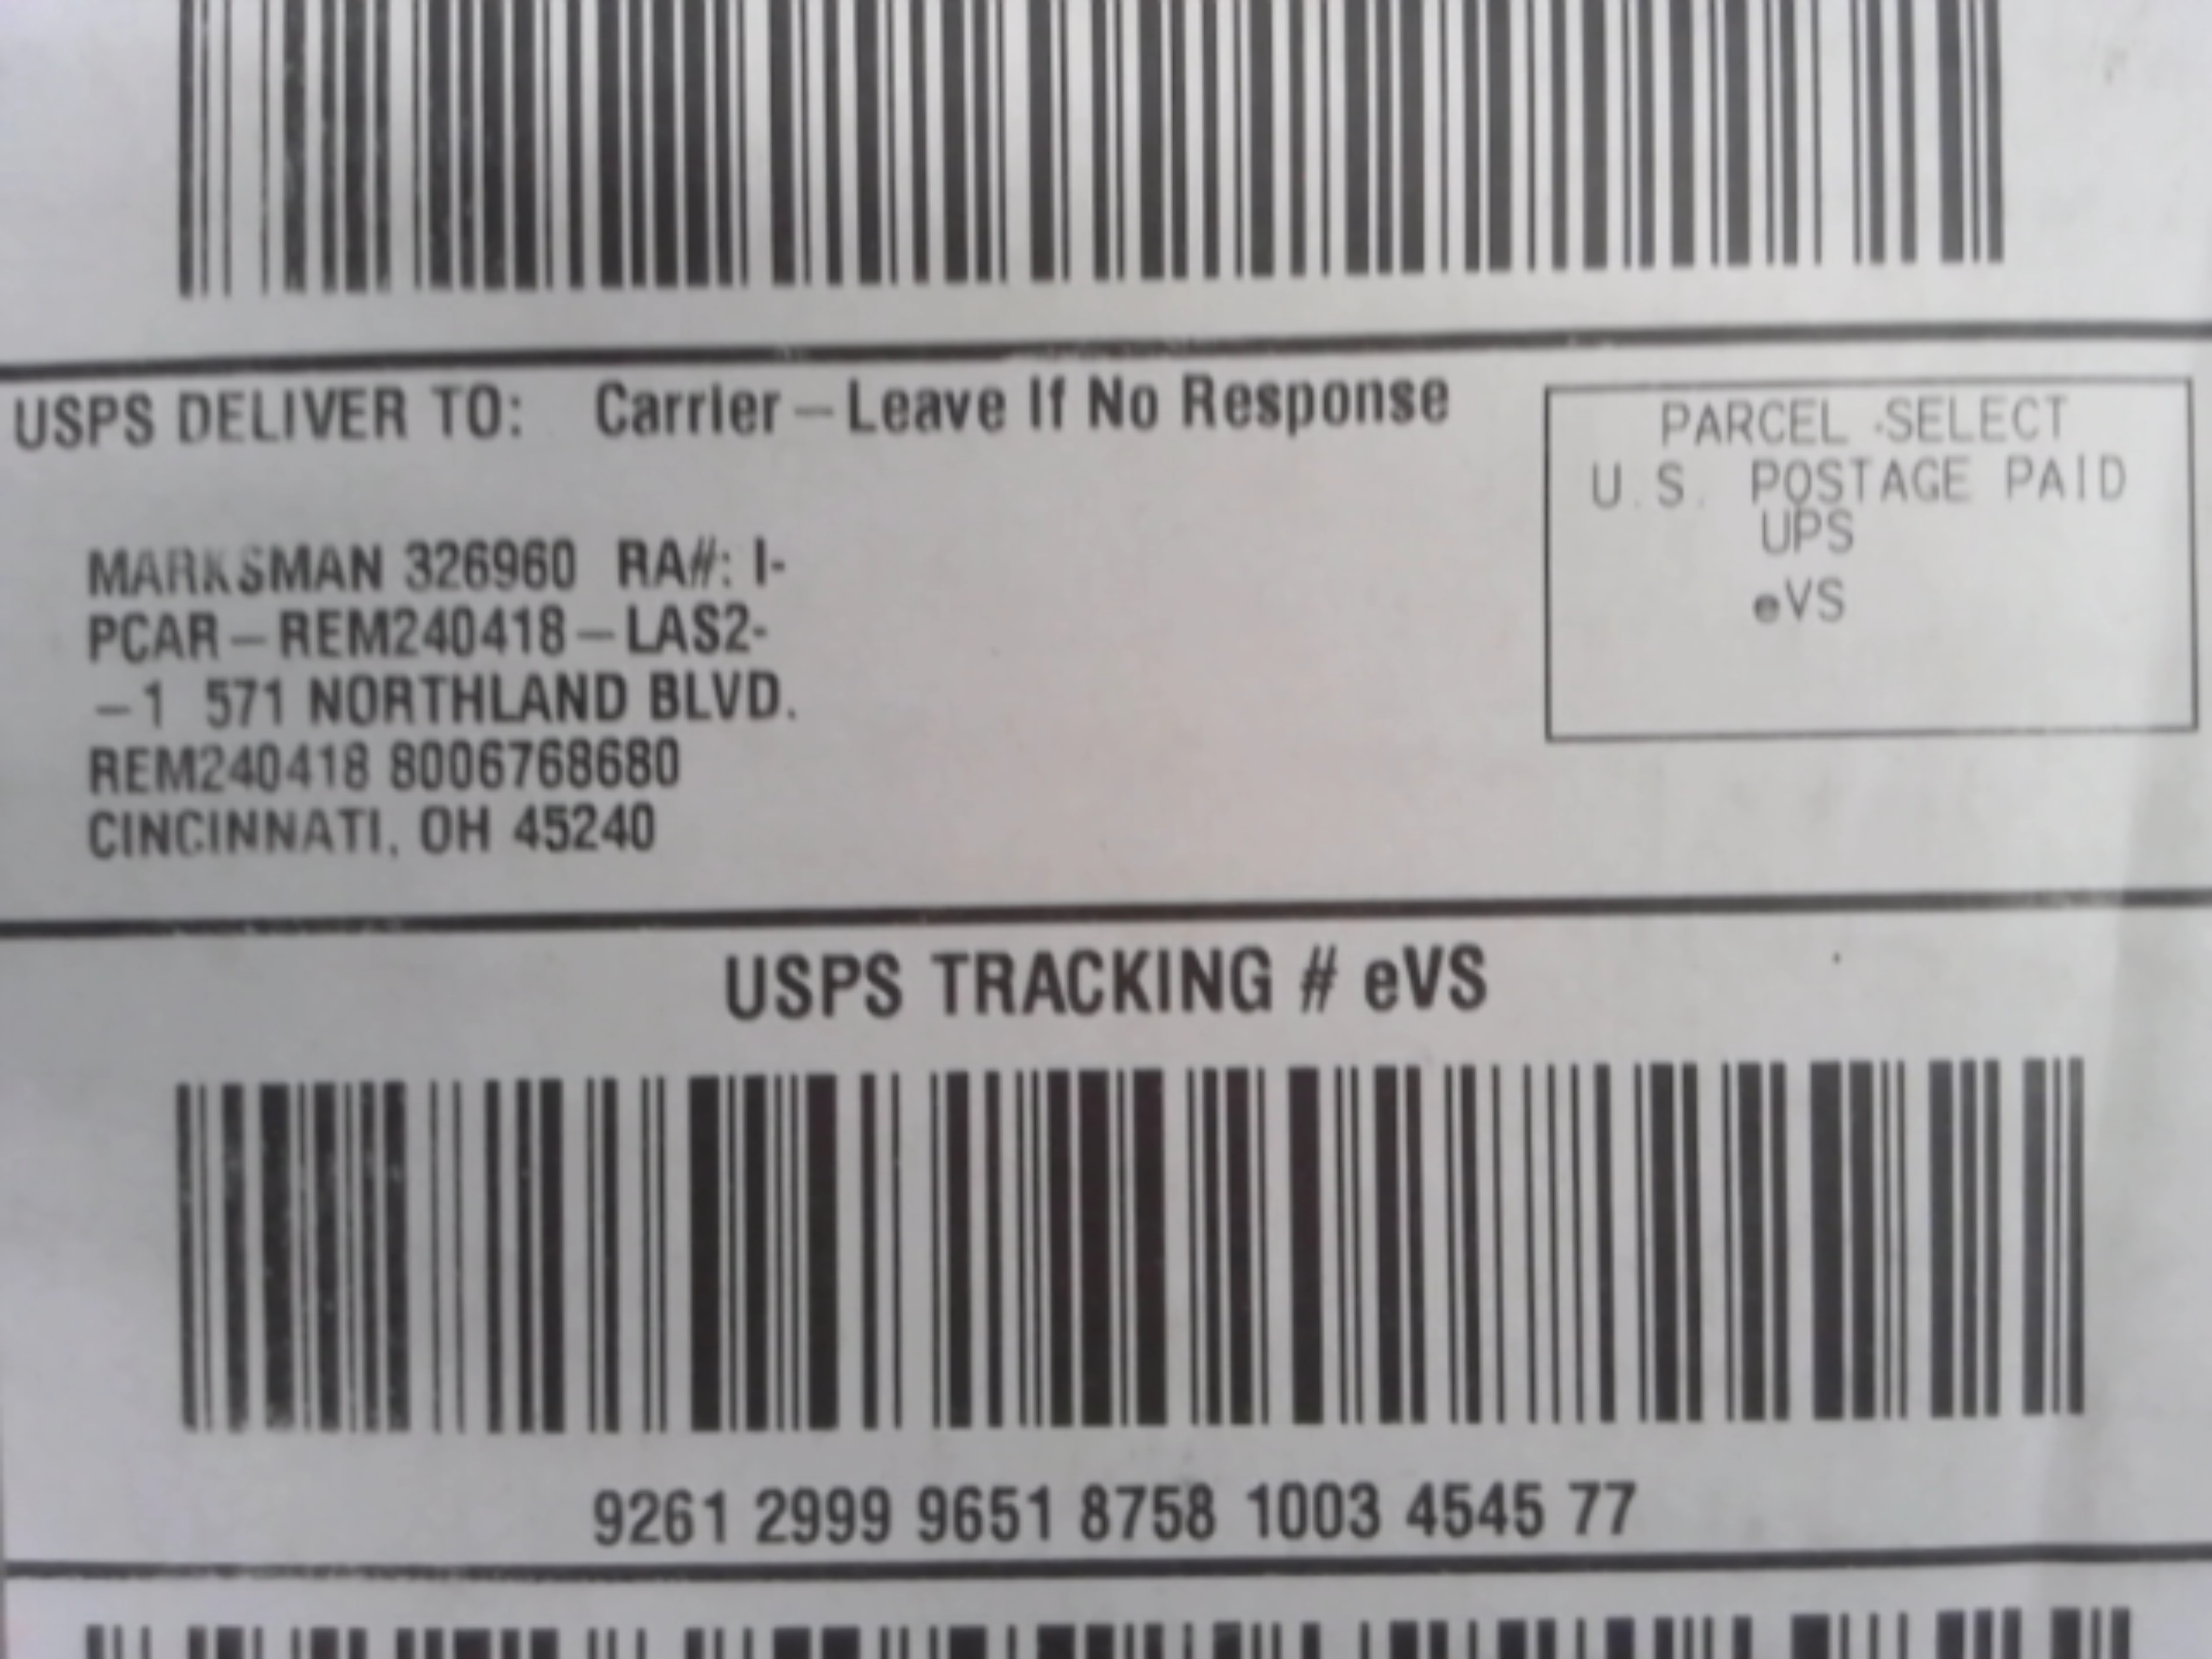 USPS DELIVER TO: Carrier – Leave If No Response
PARCEL SELECT
U.S. POSTAGE PAID
UPS
eVS
MARKSMAN 326960 RA#: I-
PCAR – REM240418 – LAS2-
–1 571 NORTHLAND BLVD.
REM240418 8006768680
CINCINNATI, OH 45240
USPS TRACKING # eVS
9261 2999 9651 8758 1003 4545 77